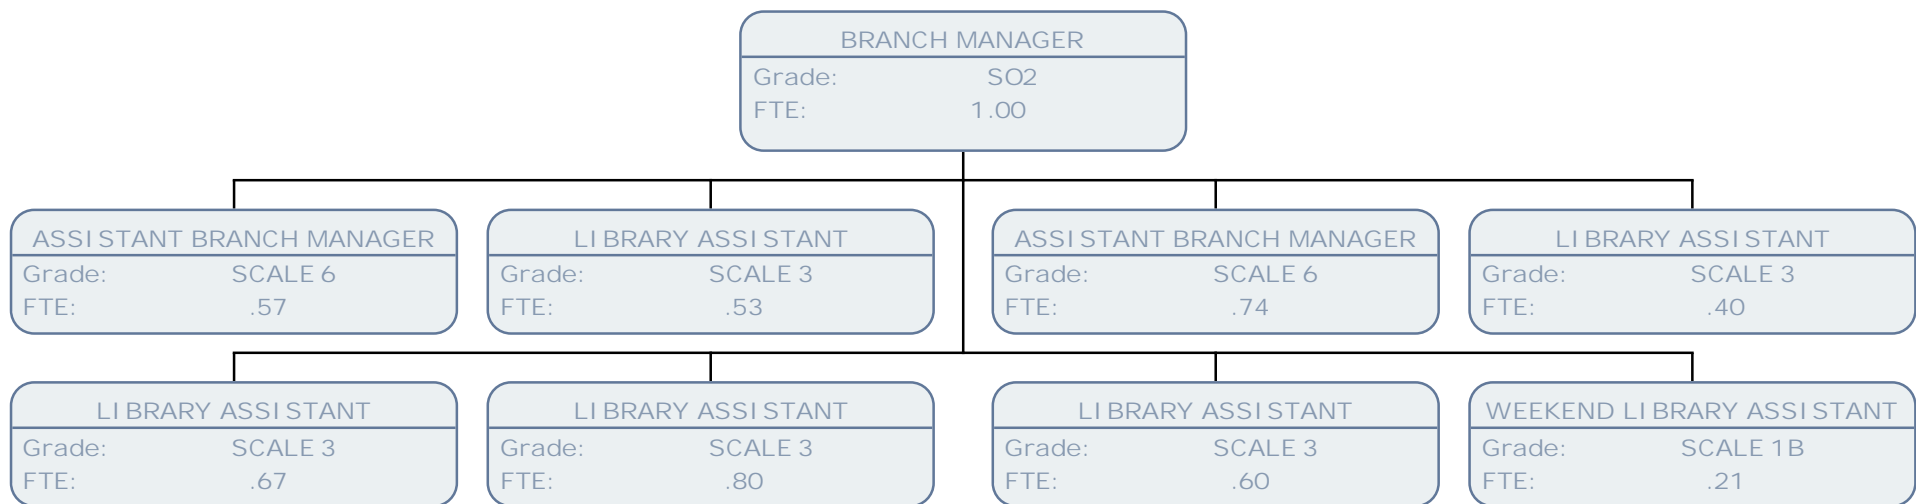 BRANCH MANAGER
Grade: SO2
FTE: 1.00
ASSISTANT BRANCH MANAGER
Grade: SCALE 6
FTE: .57
LIBRARY ASSISTANT
Grade: SCALE 3
FTE: .53
ASSISTANT BRANCH MANAGER
Grade: SCALE 6
FTE: .74
LIBRARY ASSISTANT
Grade: SCALE 3
FTE: .40
LIBRARY ASSISTANT
Grade: SCALE 3
FTE: .67
LIBRARY ASSISTANT
Grade: SCALE 3
FTE: .80
LIBRARY ASSISTANT
Grade: SCALE 3
FTE: .60
WEEKEND LIBRARY ASSISTANT
Grade: SCALE 1B
FTE: .21